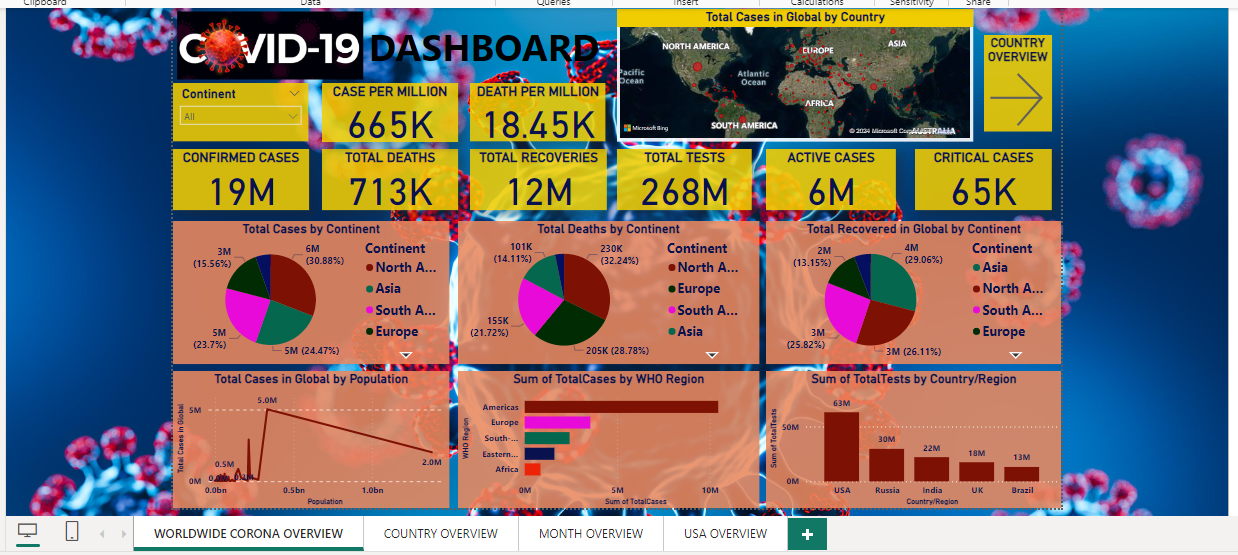 Clipboard
Data
Queries
Insert
Calculations
Sensitivity
Share
COVID-19 DASHBOARD
Total Cases in Global by Country
NORTH AMERICA
EUROPE
ASIA
Pacific
Ocean
Atlantic
Ocean
AFRICA
SOUTH AMERICA
AUSTRALIA
Microsoft Bing
© 2024 Microsoft
COUNTRY
OVERVIEW
Continent
All
CASE PER MILLION
665K
DEATH PER MILLION
18.45K
CONFIRMED CASES
19M
TOTAL DEATHS
713K
TOTAL RECOVERIES
12M
TOTAL TESTS
268M
ACTIVE CASES
6M
CRITICAL CASES
65K
Total Cases by Continent
3M
(15.56%)
6M
(30.88%)
5M
(23.7%)
5M (24.47%)
Continent
North A...
Asia
South A...
Europe
Total Deaths by Continent
101K
(14.11%)
230K
(32.24%)
155K
(21.72%)
205K (28.78%)
Continent
North A...
Europe
South A...
Asia
Total Recovered in Global by Continent
2M
(13.15%)
4M
(29.06%)
3M
(25.82%)
3M (26.11%)
Continent
Asia
North A...
South A...
Europe
Total Cases in Global by Population
Total Cases in Global
5M
0M
5.0M
0.5M
2.0M
0.0bn
0.5bn
1.0bn
Population
Sum of TotalCases by WHO Region
WHO Region
Americas
Europe
South-...
Eastern...
Africa
0M
5M
10M
Sum of TotalCases
Sum of TotalTests by Country/Region
Sum of TotalTests
50M
0M
63M
30M
22M
18M
13M
USA
Russia
India
UK
Brazil
Country/Region
WORLDWIDE CORONA OVERVIEW
COUNTRY OVERVIEW
MONTH OVERVIEW
USA OVERVIEW